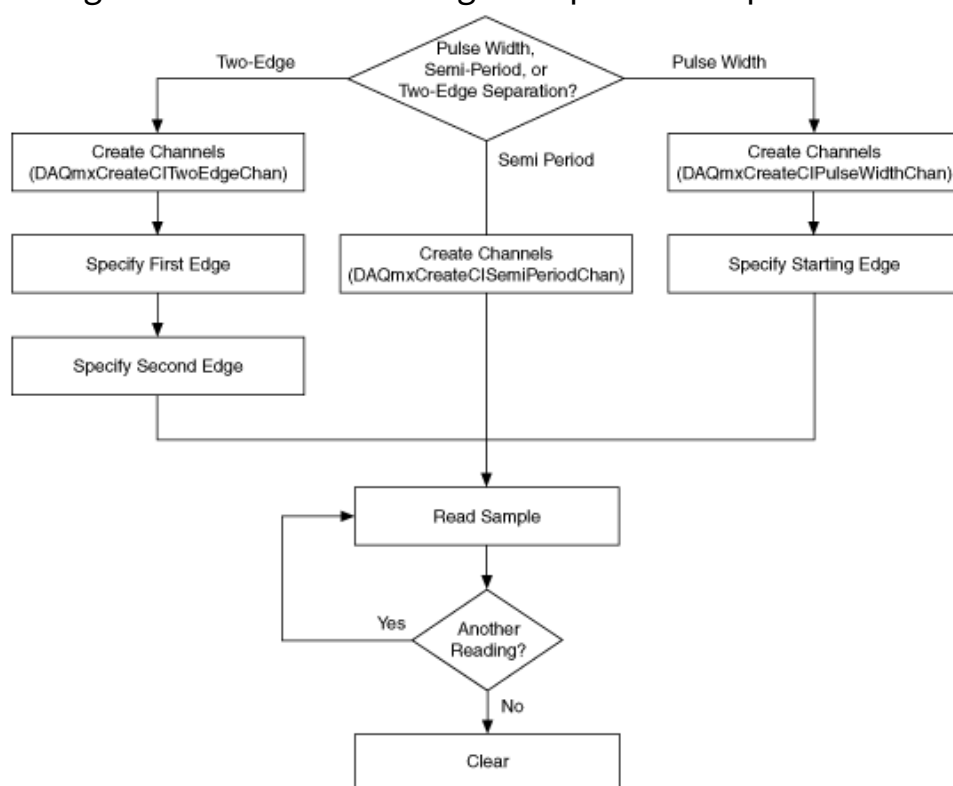 Pulse Width,
Semi-Period, or
Two-Edge Separation?
Two-Edge
Pulse Width
Semi Period
Create Channels
(DAQmxCreateCITwoEdgeChan)
Create Channels
(DAQmxCreateCIPulseWidthChan)
Specify First Edge
Create Channels
(DAQmxCreateCISemiPeriodChan)
Specify Starting Edge
Specify Second Edge
Read Sample
Yes
Another
Reading?
No
Clear